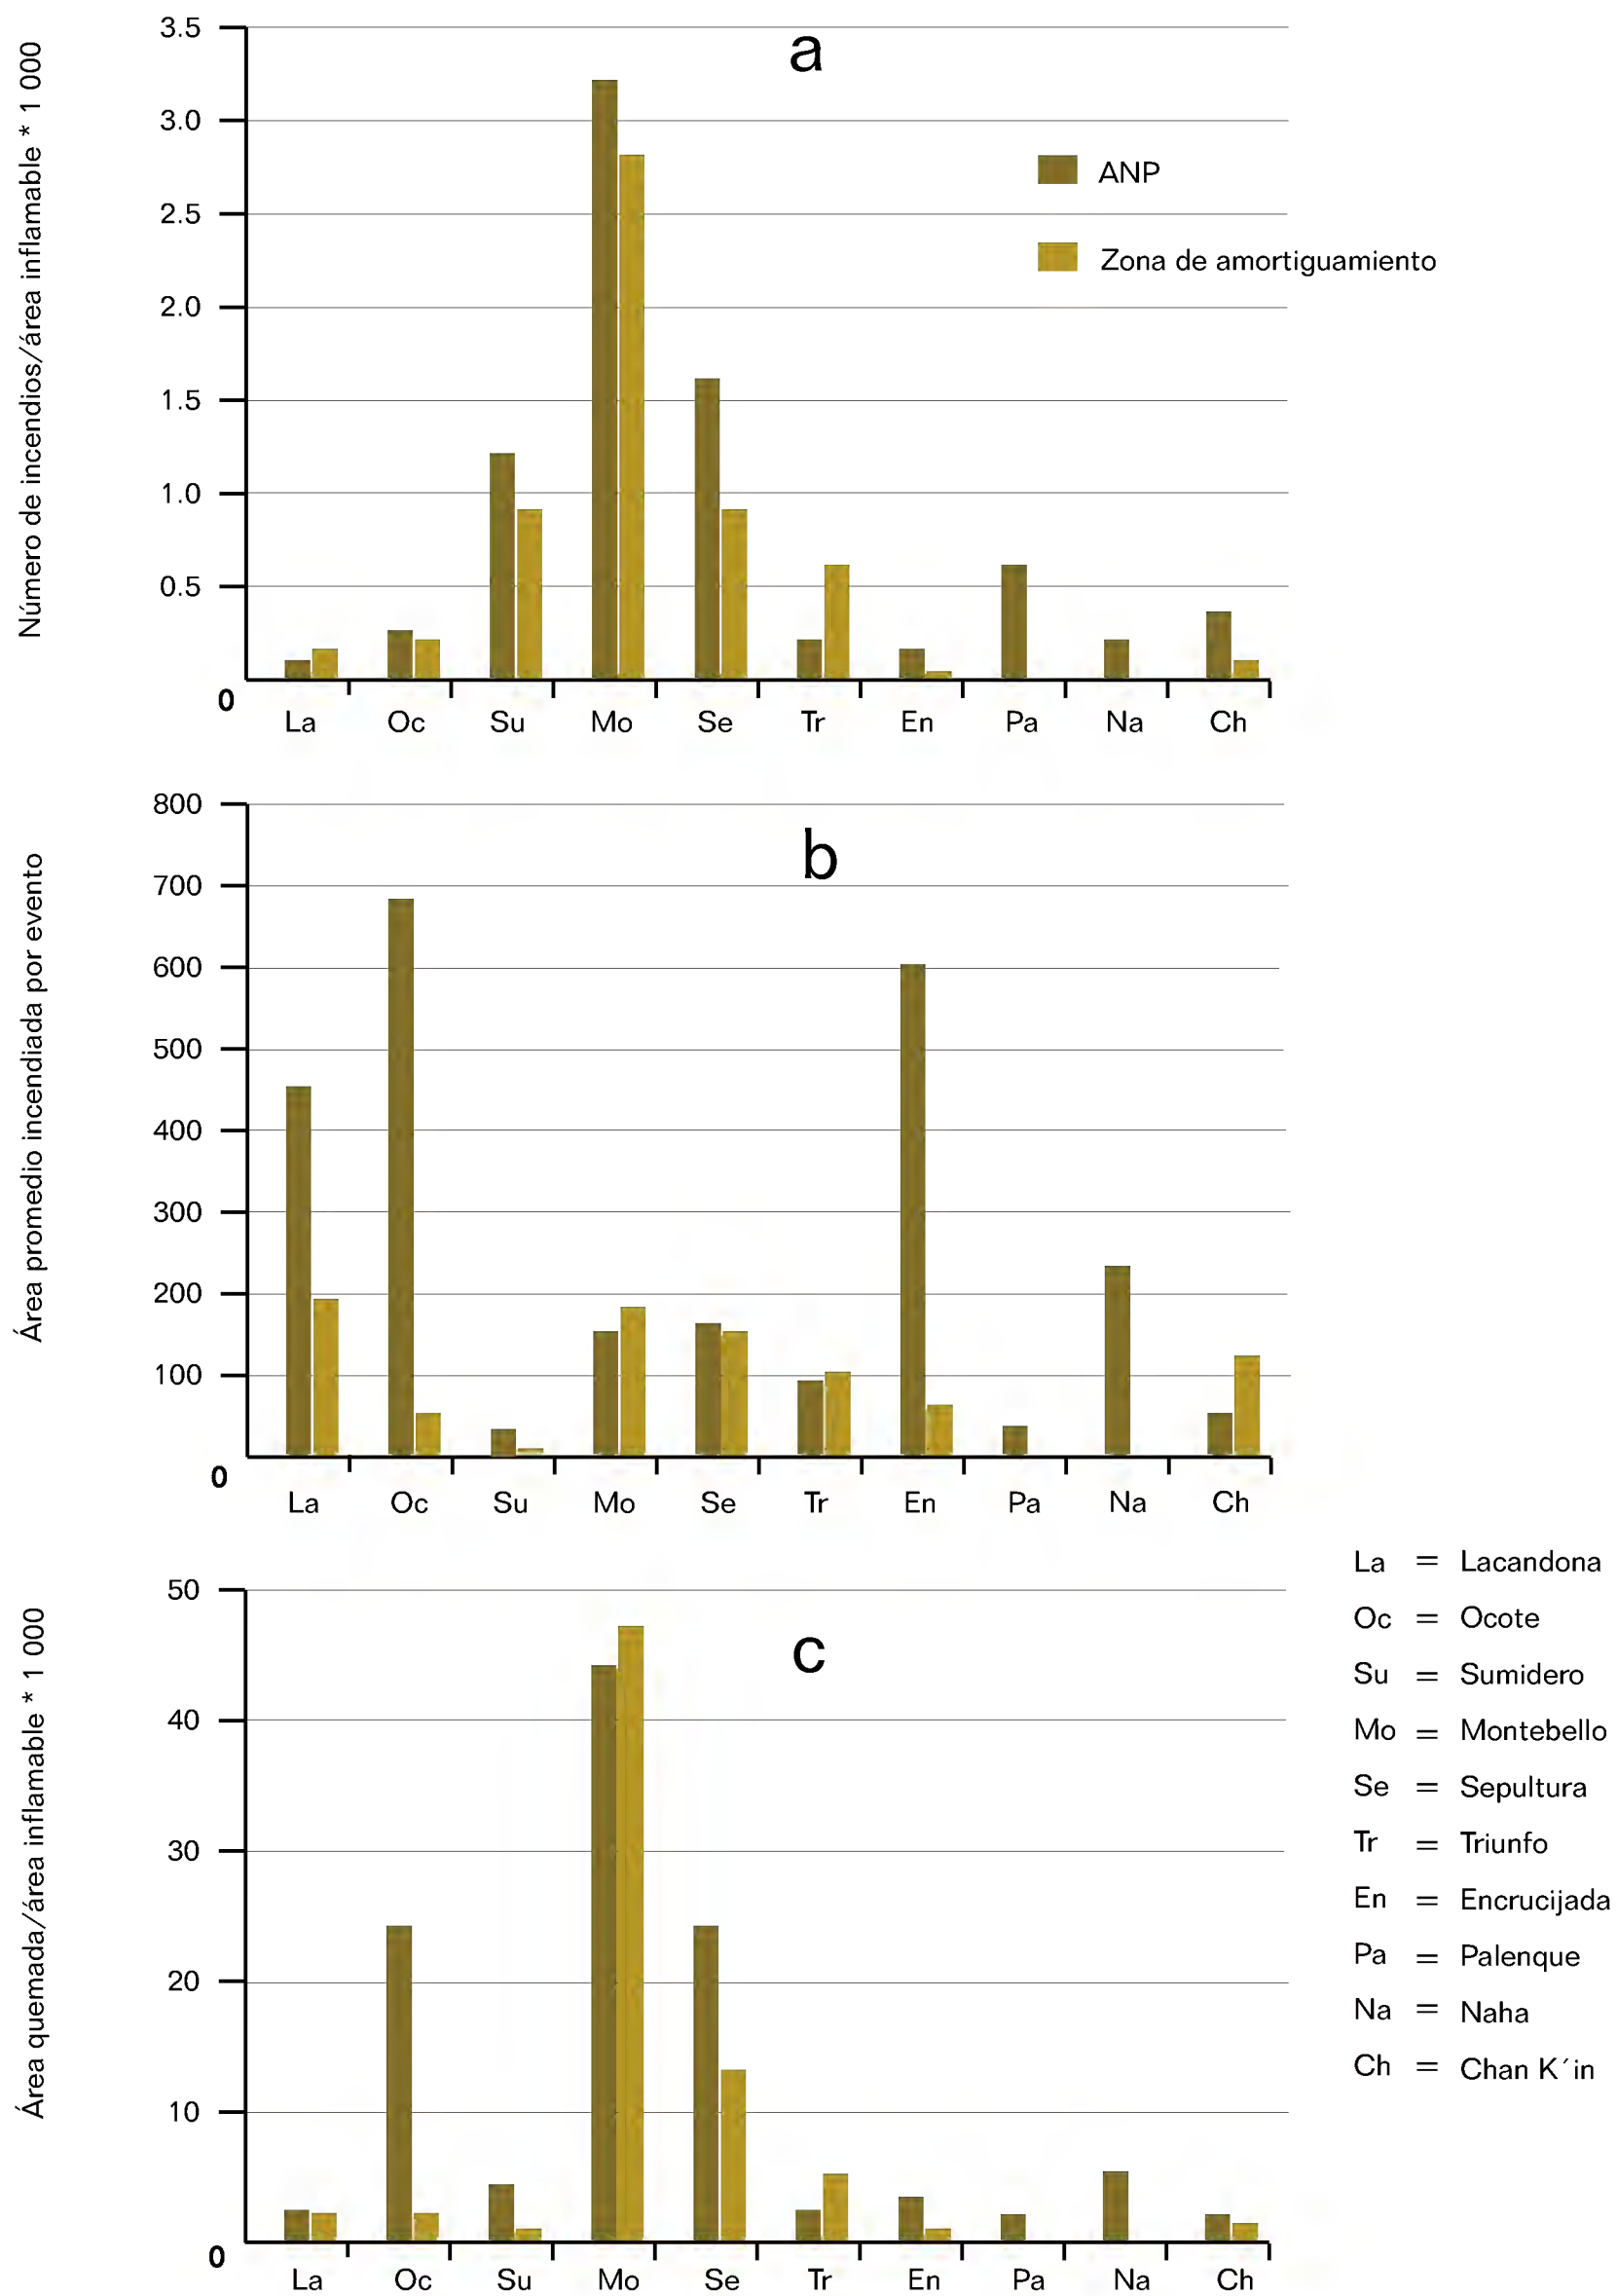 a
Número de incendios/área inflamable * 1 000
3.5
3.0
2.5
2.0
1.5
1.0
0.5
0
ANP
Zona de amortiguamiento
La Oc Su Mo Se Tr En Pa Na Ch
b
Área promedio incendiada por evento
800
700
600
500
400
300
200
100
0
La Oc Su Mo Se Tr En Pa Na Ch
c
Área quemada/área inflamable * 1 000
50
40
30
20
10
0
La Oc Su Mo Se Tr En Pa Na Ch
La = Lacandona
Oc = Ocote
Su = Sumidero
Mo = Montebello
Se = Sepultura
Tr = Triunfo
En = Encrucijada
Pa = Palenque
Na = Naha
Ch = Chan K´in